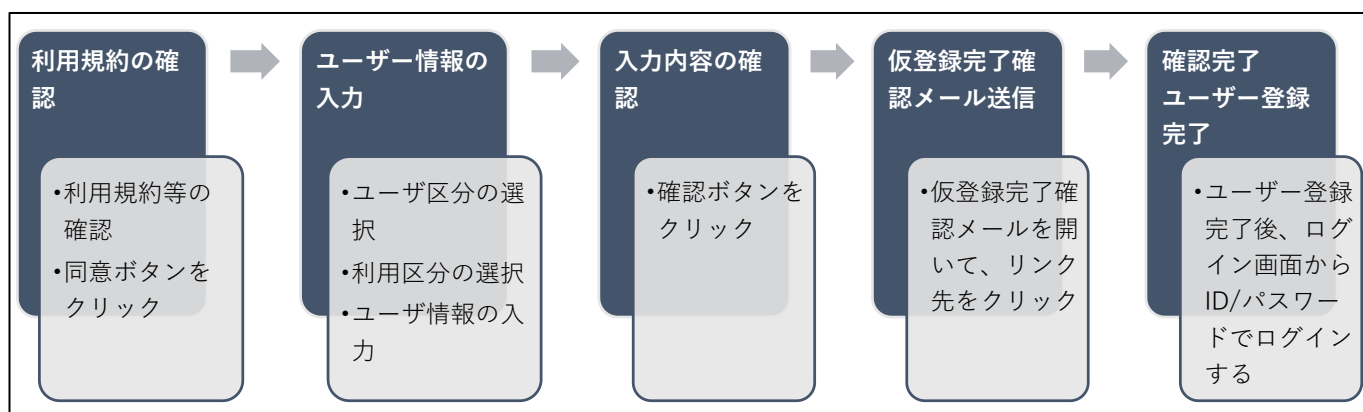 利用規約の確
認
・利用規約等の
確認
・同意ボタンを
クリック
ユーザー情報の
入力
・ユーザ区分の選
択
・利用区分の選択
・ユーザ情報の入
力
入力内容の確
認
・確認ボタンを
クリック
仮登録完了確
認メール送信
・仮登録完了確
認メールを開
いて、リンク
先をクリック
確認完了
ユーザー登録
完了
・ユーザー登録
完了後、ログ
イン画面から
ID/パスワー
ドでログイン
する